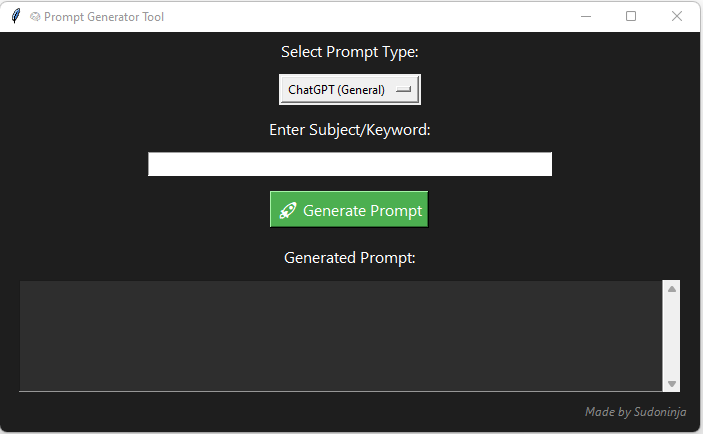 Prompt Generator Tool
Select Prompt Type:
ChatGPT (General)
Enter Subject/Keyword:
🚀 Generate Prompt
Generated Prompt:
Made by Sudoninja